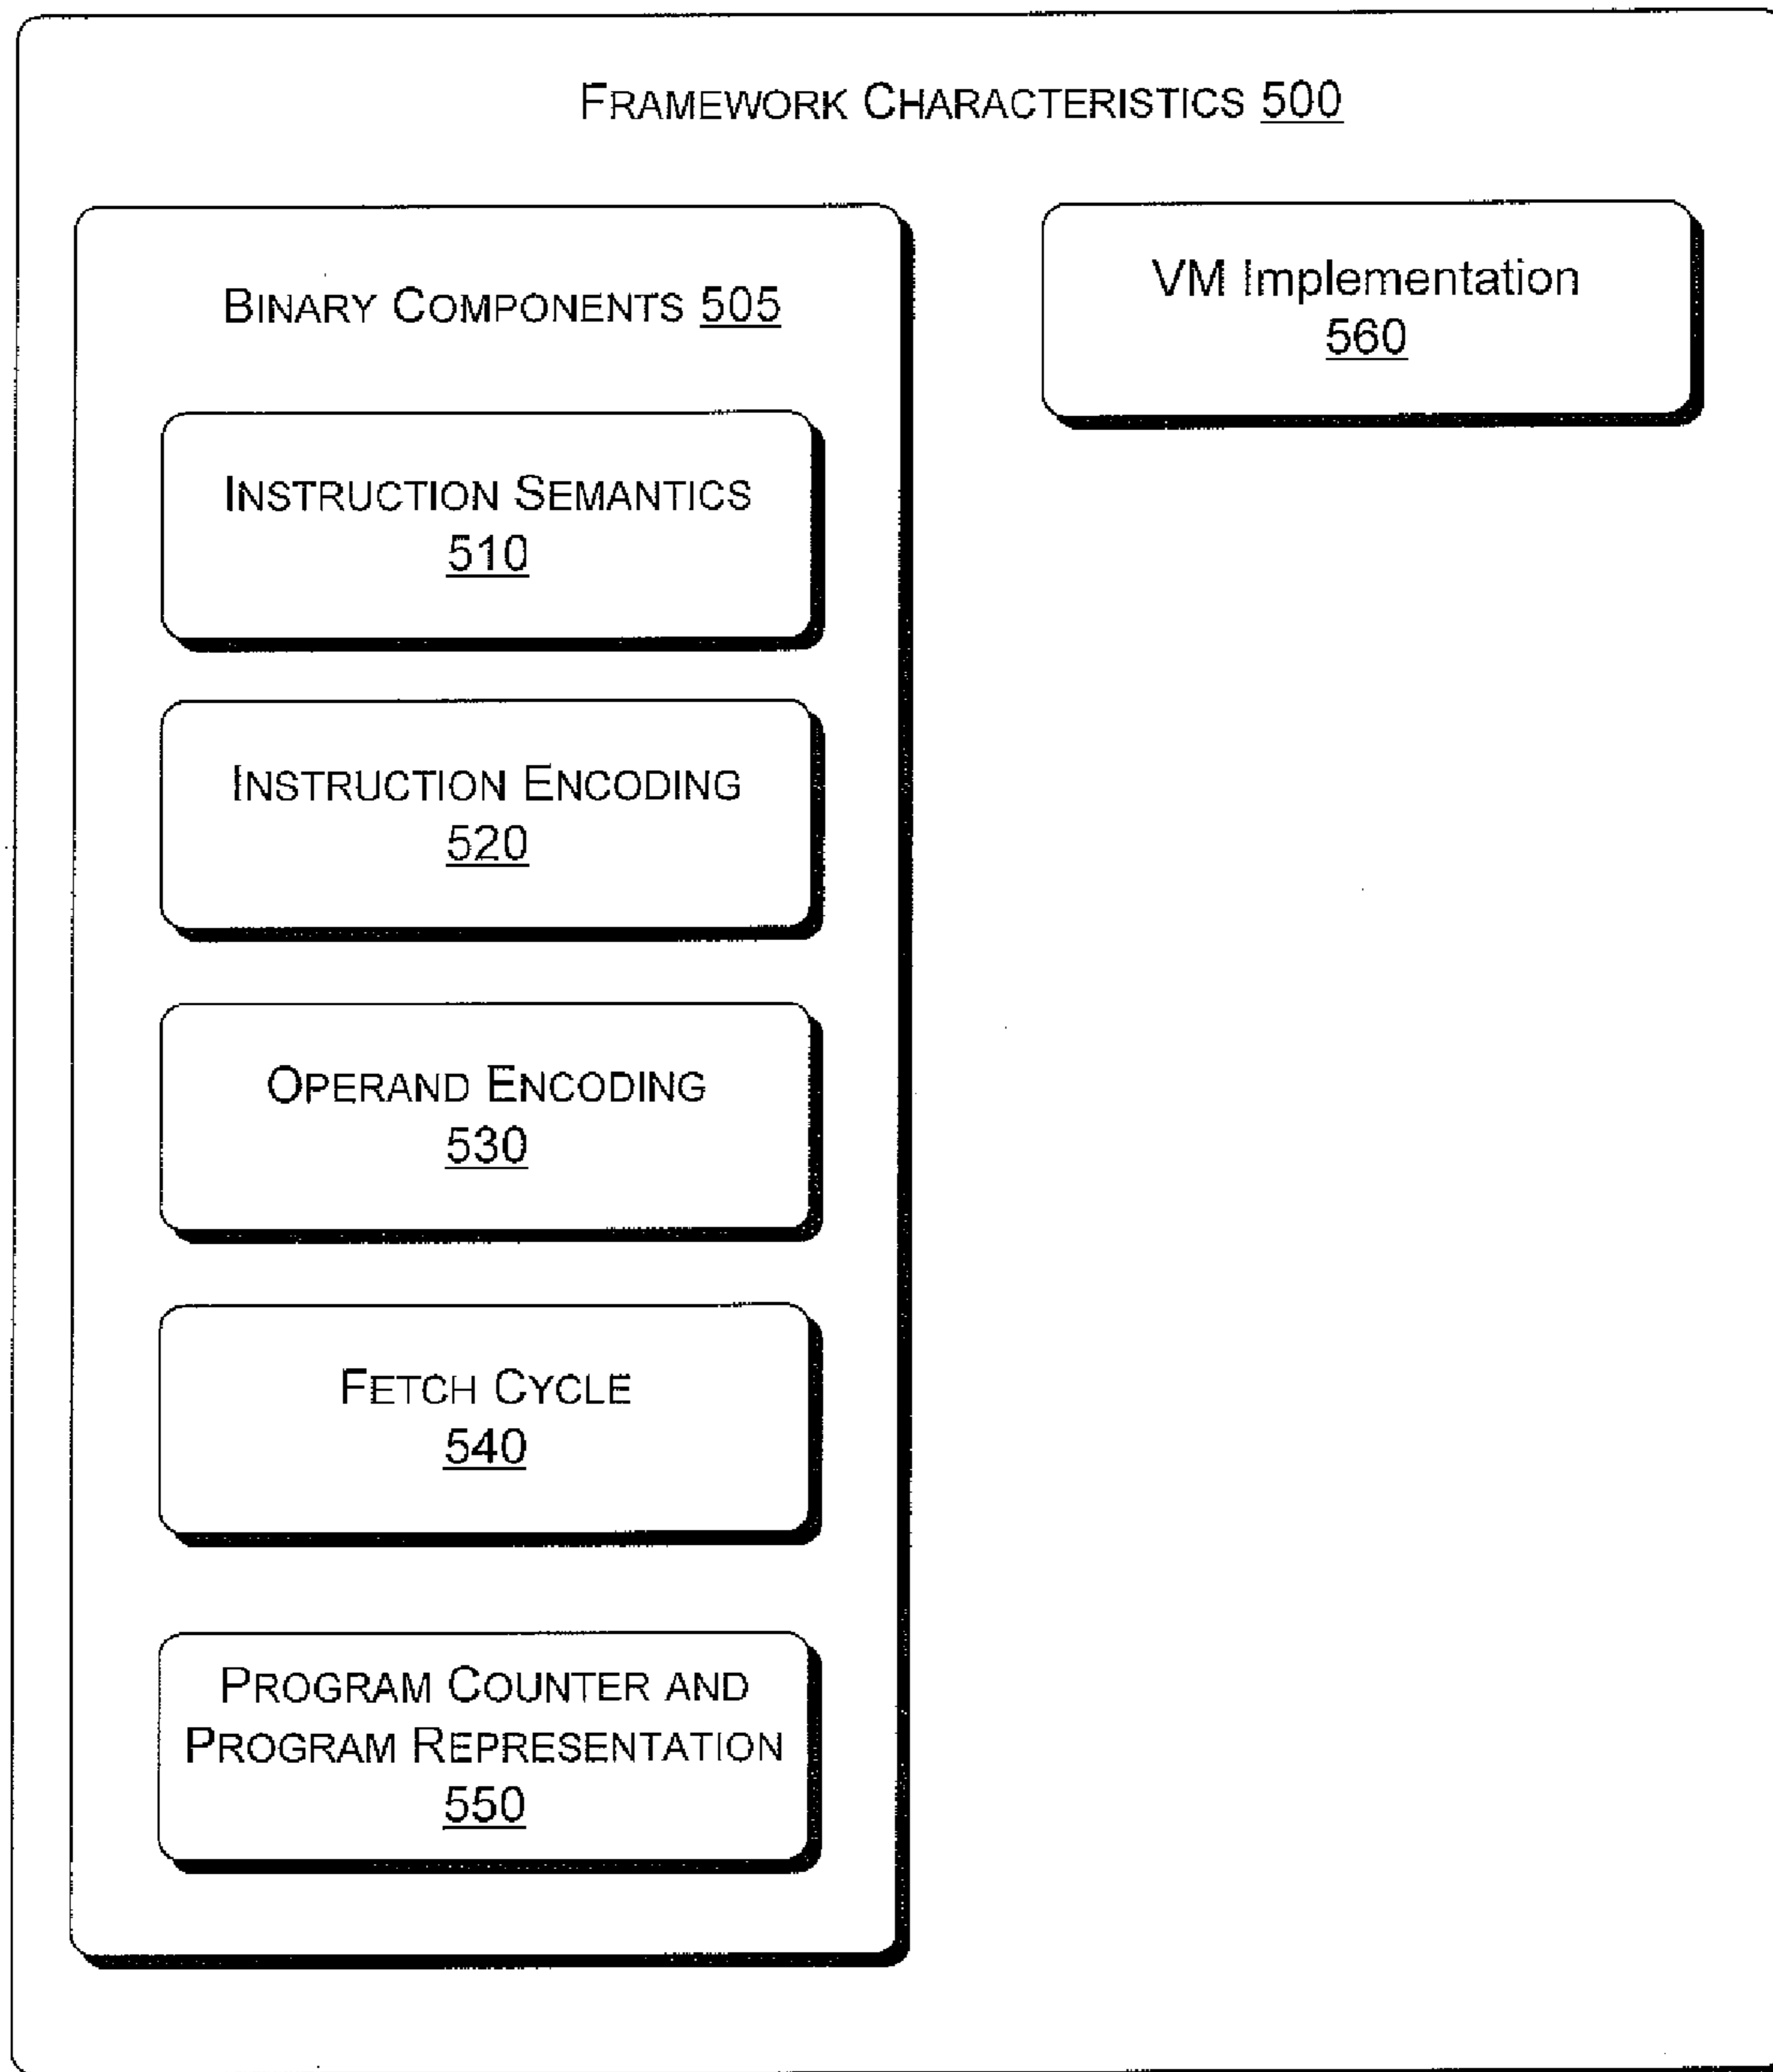 FRAMEWORK CHARACTERISTICS 500
BINARY COMPONENTS 505
VM Implementation
560
INSTRUCTION SEMANTICS
510
INSTRUCTION ENCODING
520
OPERAND ENCODING
530
FETCH CYCLE
540
PROGRAM COUNTER AND
PROGRAM REPRESENTATION
550